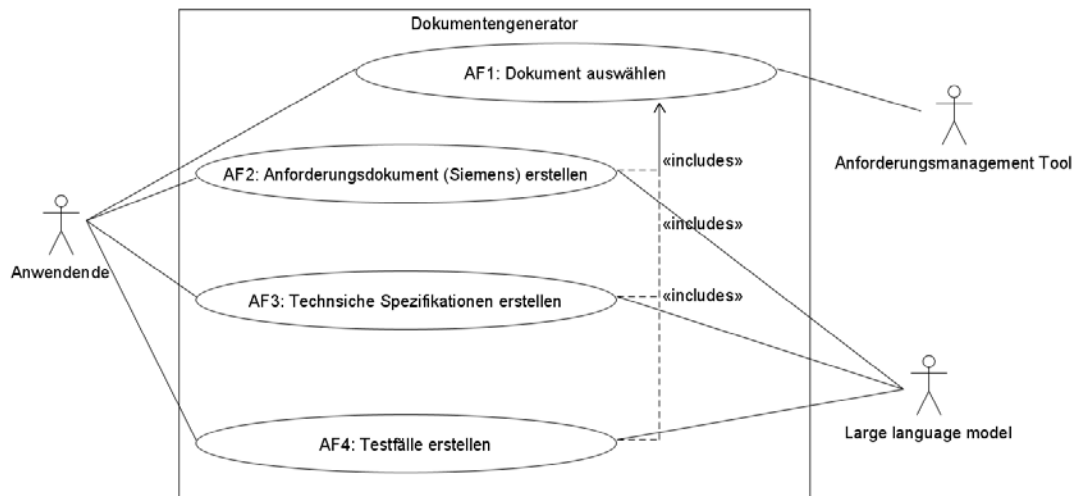 Dokumentengenerator
AF1: Dokument auswählen
Anforderungsmanagement Tool
«includes»
AF2: Anforderungsdokument (Siemens) erstellen
«includes»
Anwendende
«includes»
AF3: Technsiche Spezifikationen erstellen
Large language model
AF4: Testfälle erstellen